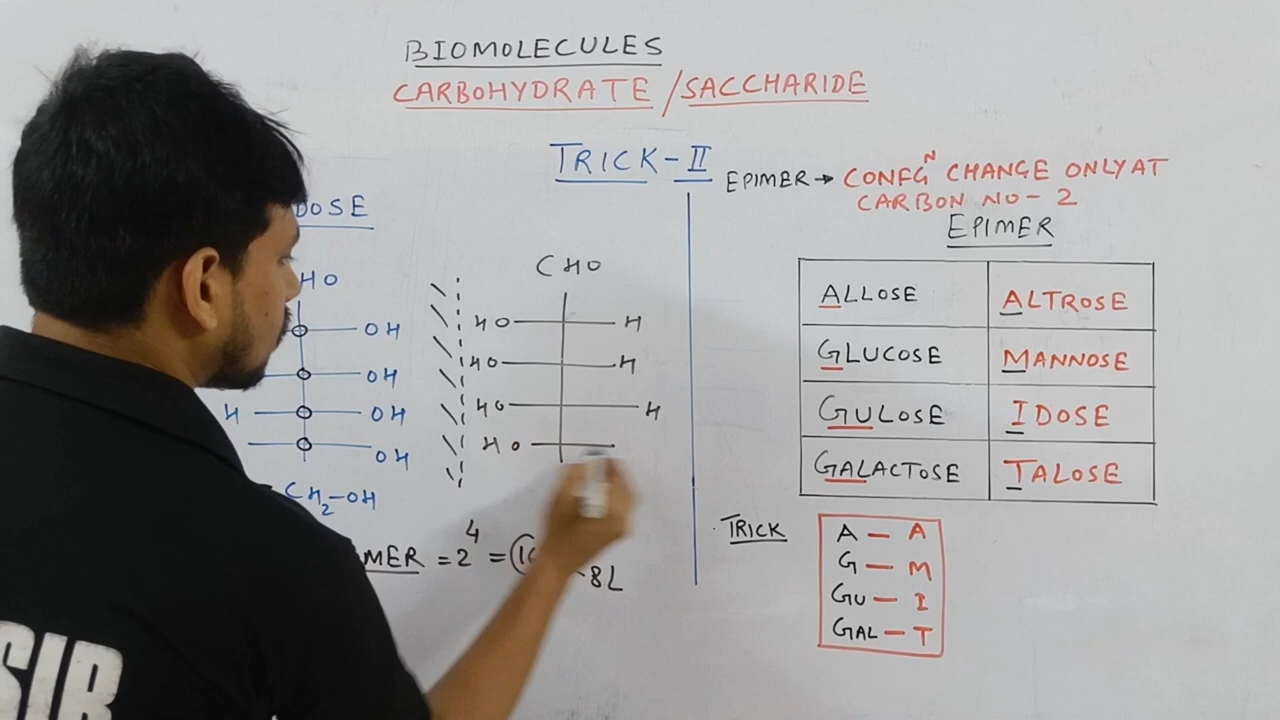 BIOMOLECULES
CARBOHYDRATE / SACCHARIDE
TRICK-II
DOSE
HO
OH
OH
H OH
OH
CH2-OH
MER = 2^4 =
8L
CHO
HO H
HO H
HO H
HO
EPIMER → CONFG^N CHANGE ONLY AT
CARBON NO - 2
EPIMER
ALLOSE ALTROSE
GLUCOSE MANNOSE
GULOSE IDOSE
GALACTOSE TALOSE
TRICK
A — A
G — M
GU — I
GAL — T
SIR